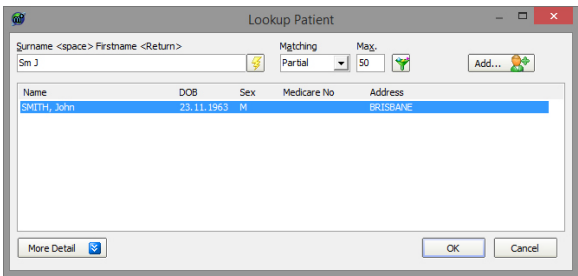 Lookup Patient
Surname <space> Firstname <Return> Matching Max.
Sm J Partial 50 Add...
Name DOB Sex Medicare No Address
SMITH, John 23.11.1963 M BRISBANE
More Detail OK Cancel